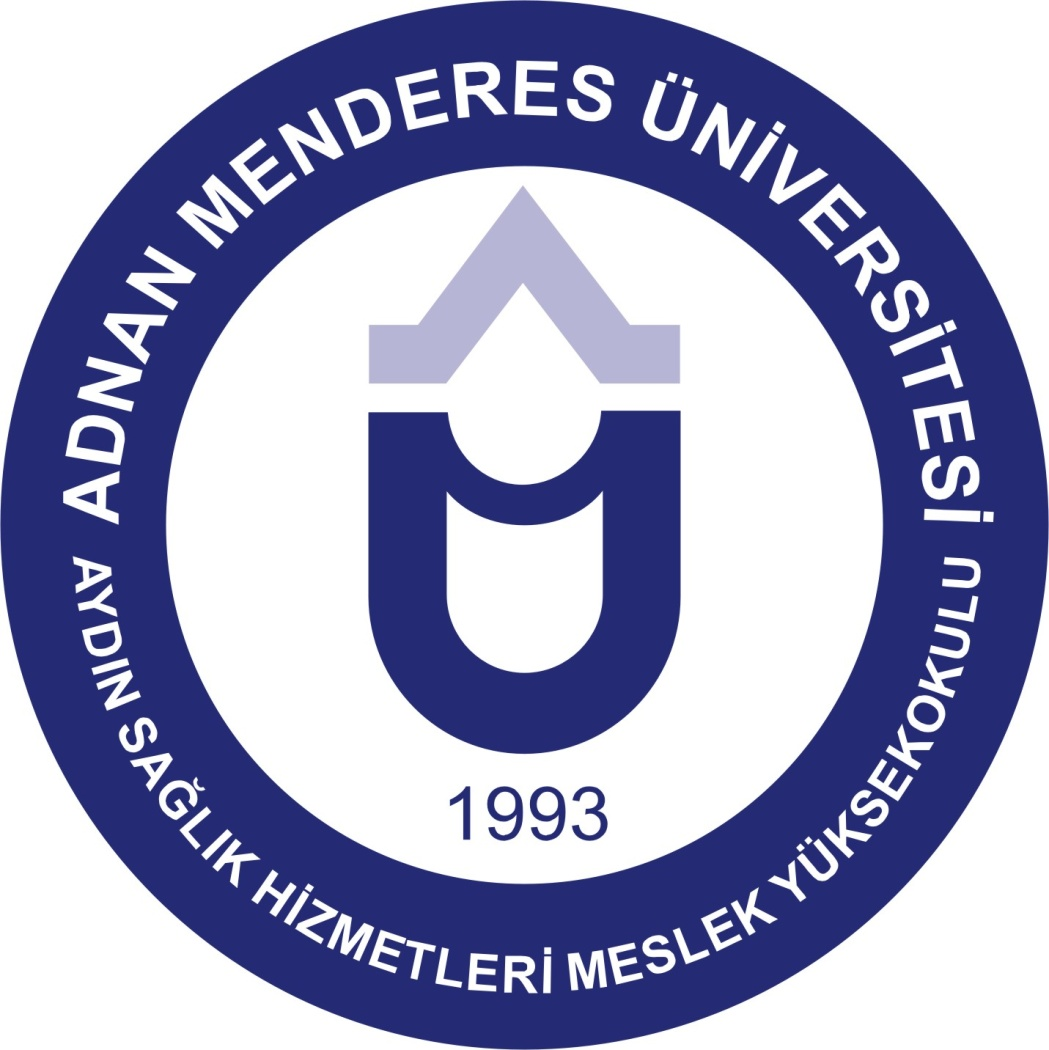 ADNAN MENDERES ÜNİVERSİTESİ
1993
AYDIN SAĞLIK HİZMETLERİ MESLEK YÜKSEKOKULU